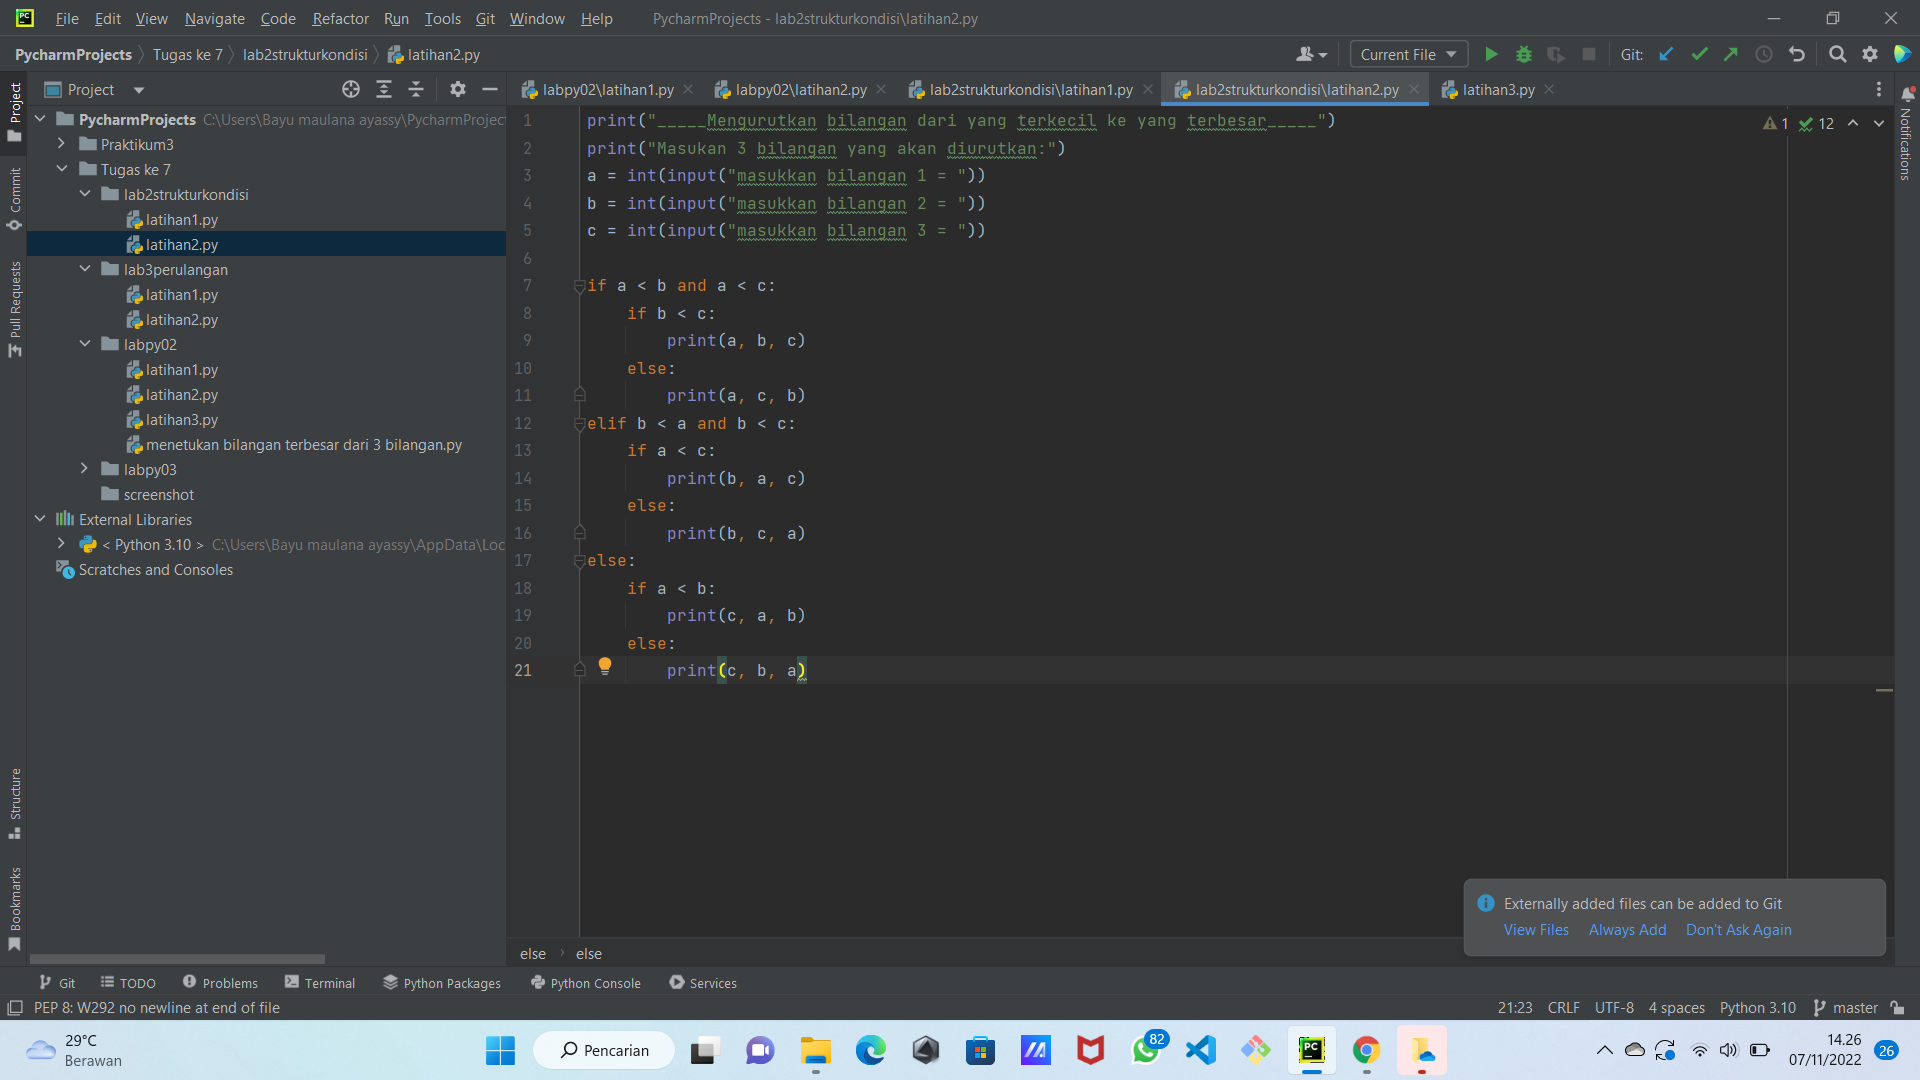 File Edit View Navigate Code Refactor Run Tools Git Window Help PycharmProjects - lab2strukturkondisi\latihan2.py
PycharmProjects Tugas ke 7 lab2strukturkondisi latihan2.py Current File Git:
Project
labpy02\latihan1.py labpy02\latihan2.py lab2strukturkondisi\latihan1.py lab2strukturkondisi\latihan2.py latihan3.py
Project
Commit
Pull Requests
Structure
Bookmarks
Notifications
PycharmProjects C:\Users\Bayu maulana ayassy\PycharmProject
Praktikum3
Tugas ke 7
lab2strukturkondisi
latihan1.py
latihan2.py
lab3perulangan
latihan1.py
latihan2.py
labpy02
latihan1.py
latihan2.py
latihan3.py
menetukan bilangan terbesar dari 3 bilangan.py
labpy03
screenshot
External Libraries
< Python 3.10 > C:\Users\Bayu maulana ayassy\AppData\Loc
Scratches and Consoles
1 print("_____Mengurutkan bilangan dari yang terkecil ke yang terbesar_____")
2 print("Masukan 3 bilangan yang akan diurutkan:")
3 a = int(input("masukkan bilangan 1 = "))
4 b = int(input("masukkan bilangan 2 = "))
5 c = int(input("masukkan bilangan 3 = "))
6
7 if a < b and a < c:
8     if b < c:
9         print(a, b, c)
10     else:
11         print(a, c, b)
12 elif b < a and b < c:
13     if a < c:
14         print(b, a, c)
15     else:
16         print(b, c, a)
17 else:
18     if a < b:
19         print(c, a, b)
20     else:
21         print(c, b, a)
1 12
Externally added files can be added to Git
View Files Always Add Don't Ask Again
else else
Git TODO Problems Terminal Python Packages Python Console Services
PEP 8: W292 no newline at end of file 21:23 CRLF UTF-8 4 spaces Python 3.10 master
29°C
Berawan
Pencarian
82
14.26
07/11/2022
26